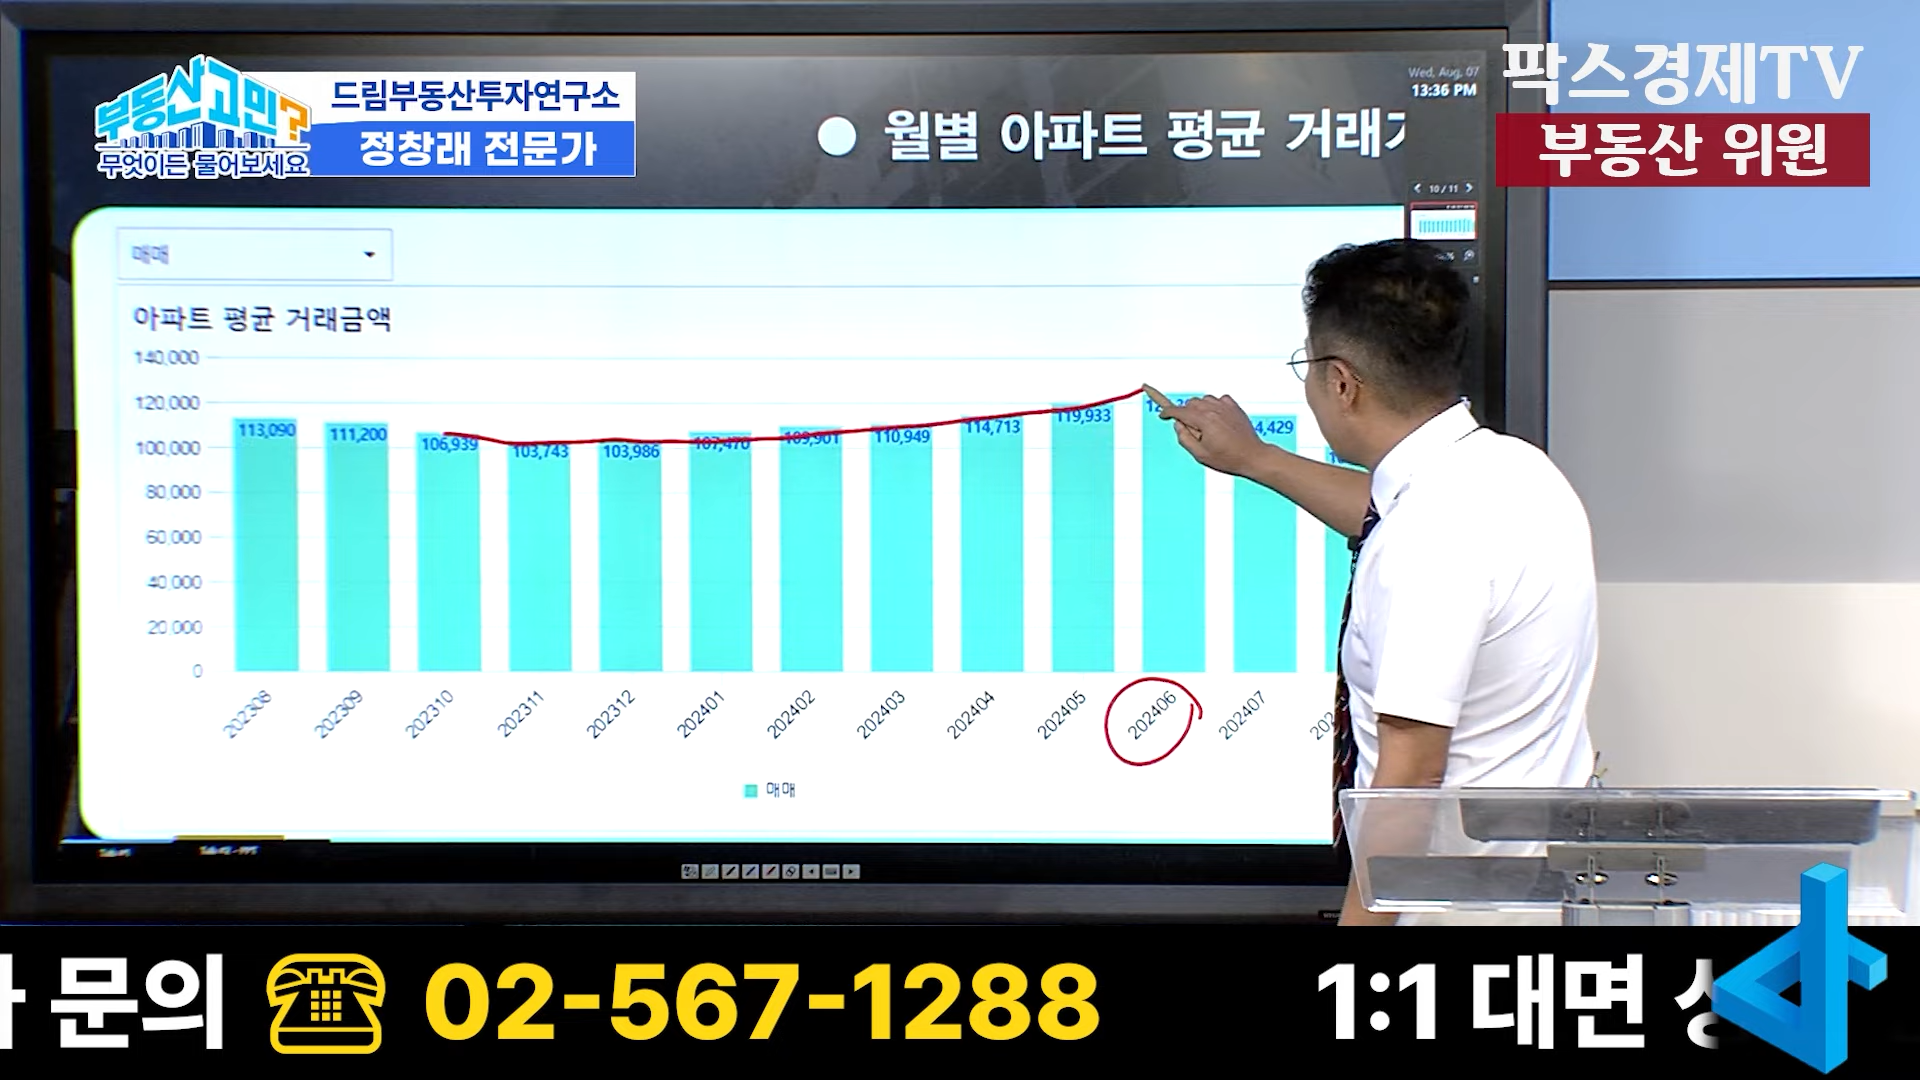 부동산고민?
무엇이든 물어보세요
드림부동산투자연구소
정창래 전문가
● 월별 아파트 평균 거래
Wed, Aug. 07
13:36 PM
팍스경제TV
부동산 위원
10 / 11
매매
아파트 평균 거래금액
140,000
120,000
100,000
80,000
60,000
40,000
20,000
0
113,090
111,200
106,939
103,743
103,986
107,470
109,901
110,949
114,713
119,933
4,429
202308
202309
202310
202311
202312
202401
202402
202403
202404
202405
202406
202407
202
매매
문의 ☎ 02-567-1288
1:1 대면